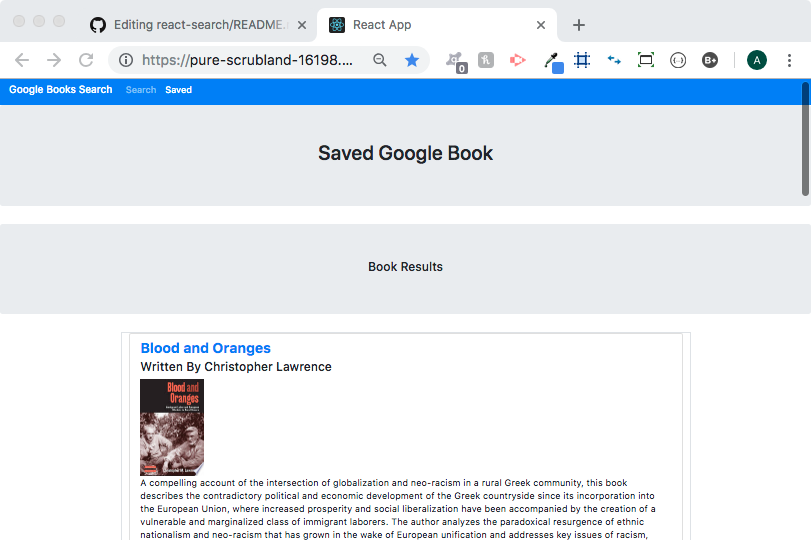 Editing react-search/README.
React App
https://pure-scrubland-16198....
0
B+
A
Google Books Search Search Saved
Saved Google Book
Book Results
Blood and Oranges
Written By Christopher Lawrence
Blood and
Oranges
A compelling account of the intersection of globalization and neo-racism in a rural Greek community, this book
describes the contradictory political and economic development of the Greek countryside since its incorporation into
the European Union, where increased prosperity and social liberalization have been accompanied by the creation of a
vulnerable and marginalized class of immigrant laborers. The author analyzes the paradoxical resurgence of ethnic
nationalism and neo-racism that has grown in the wake of European unification and addresses key issues of racism,